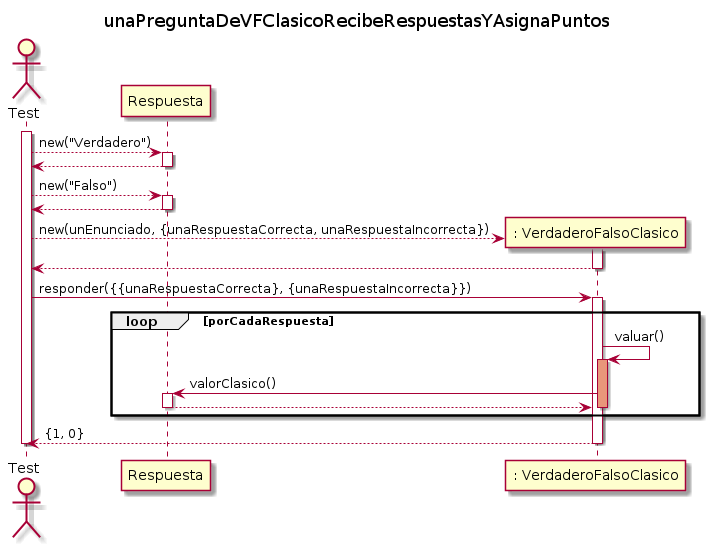 unaPreguntaDeVFClasicoRecibeRespuestasYAsignaPuntos
Test
Respuesta
new("Verdadero")
new("Falso")
new(unEnunciado, {unaRespuestaCorrecta, unaRespuestaIncorrecta})
: VerdaderoFalsoClasico
responder({{unaRespuestaCorrecta}, {unaRespuestaIncorrecta}})
loop [porCadaRespuesta]
valuar()
valorClasico()
{1, 0}
Test
Respuesta
: VerdaderoFalsoClasico